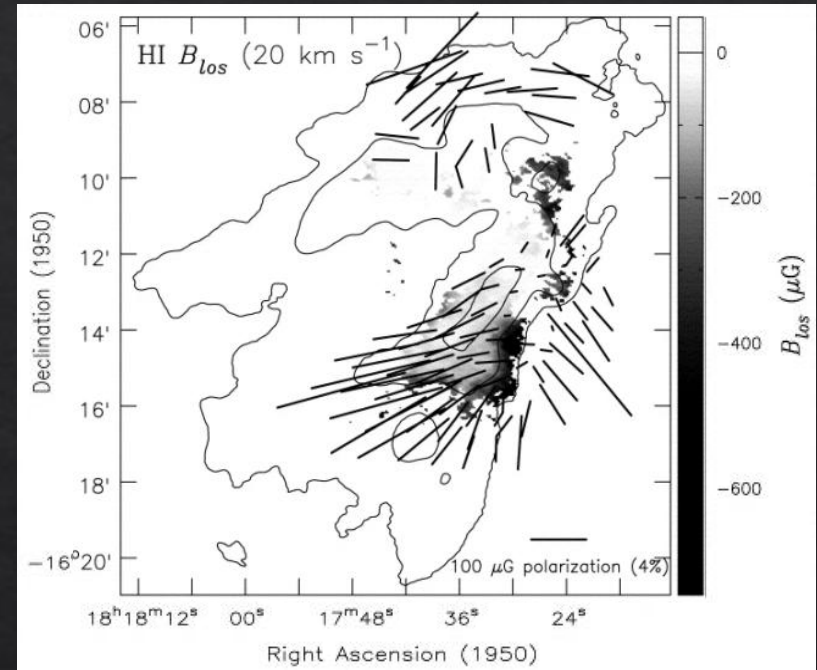 HI B_los (20 km s⁻¹)
06'
08'
10'
12'
14'
16'
18'
−16°20'
Declination (1950)
100 μG polarization (4%)
18ʰ18ᵐ12ˢ 00ˢ 17ᵐ48ˢ 36ˢ 24ˢ
Right Ascension (1950)
0
−200
−400
−600
B_los (μG)